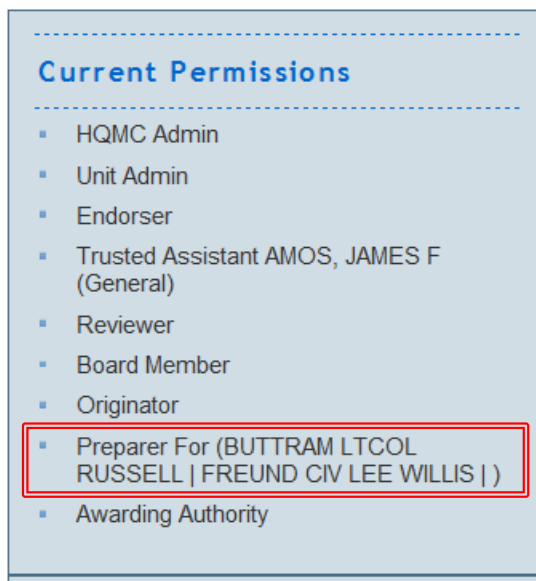 Current Permissions
HQMC Admin
Unit Admin
Endorser
Trusted Assistant AMOS, JAMES F
(General)
Reviewer
Board Member
Originator
Preparer For (BUTTRAM LTCOL
RUSSELL | FREUND CIV LEE WILLIS | )
Awarding Authority